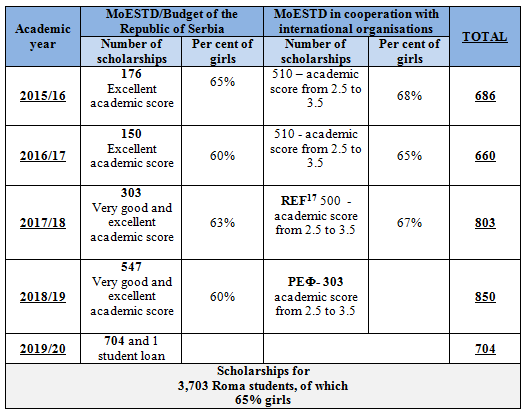 Academic year
MoESTD/Budget of the Republic of Serbia
MoESTD in cooperation with international organisations
TOTAL
Number of scholarships
Per cent of girls
Number of scholarships
Per cent of girls
2015/16
176
Excellent
academic score
65%
510 – academic
score from 2.5 to
3.5
68%
686
2016/17
150
Excellent
academic score
60%
510 - academic
score from 2.5 to
3.5
65%
660
2017/18
303
Very good and
excellent
academic score
63%
REF17 500 -
academic score
from 2.5 to 3.5
67%
803
2018/19
547
Very good and
excellent
academic score
60%
РЕФ- 303
academic score
from 2.5 to 3.5
850
2019/20
704 and 1
student loan
704
Scholarships for
3,703 Roma students, of which
65% girls